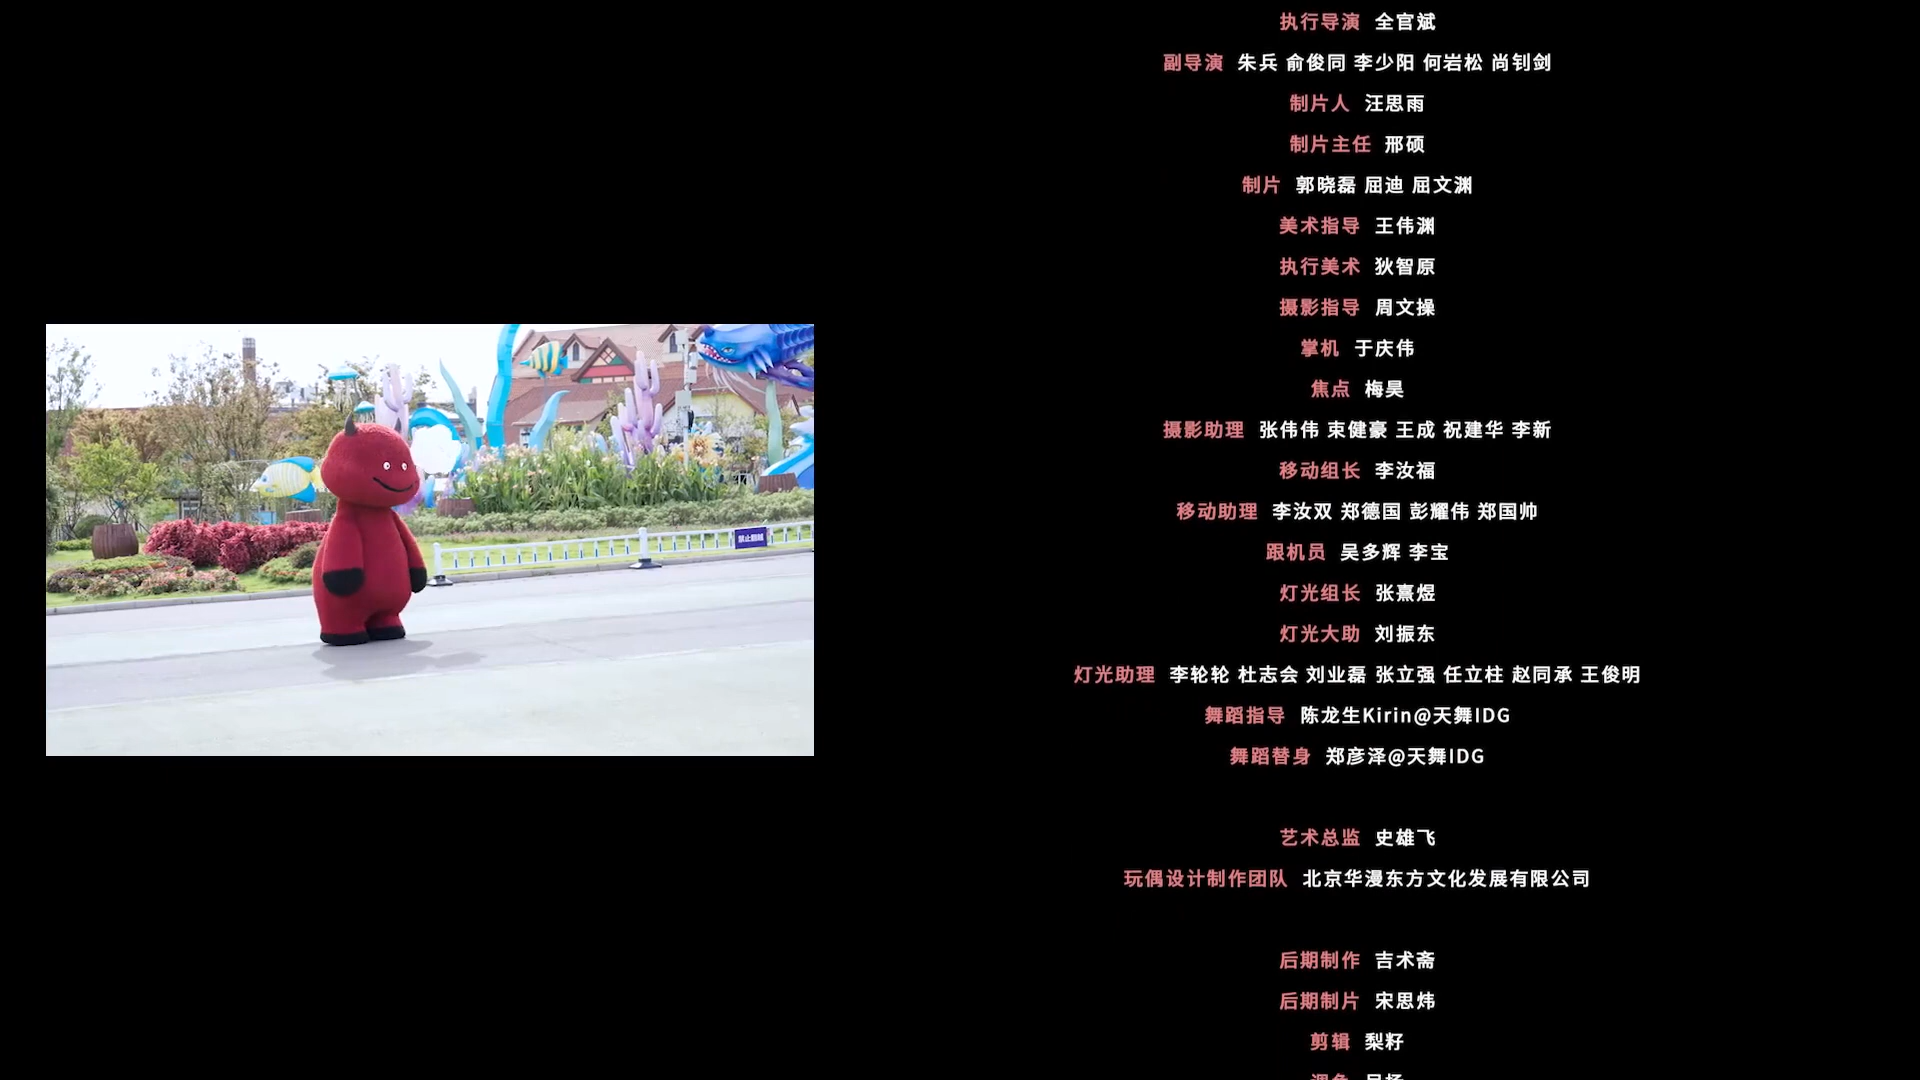 执行导演 全官斌
副导演 朱兵 俞俊同 李少阳 何岩松 尚钊剑
制片人 汪思雨
制片主任 邢硕
制片 郭晓磊 屈迪 屈文渊
美术指导 王伟渊
执行美术 狄智原
摄影指导 周文操
掌机 于庆伟
焦点 梅昊
摄影助理 张伟伟 束健豪 王成 祝建华 李新
移动组长 李汝福
移动助理 李汝双 郑德国 彭耀伟 郑国帅
跟机员 吴多辉 李宝
灯光组长 张熹煜
灯光大助 刘振东
灯光助理 李轮轮 杜志会 刘业磊 张立强 任立柱 赵同承 王俊明
舞蹈指导 陈龙生Kirin@天舞IDG
舞蹈替身 郑彦泽@天舞IDG
艺术总监 史雄飞
玩偶设计制作团队 北京华漫东方文化发展有限公司
后期制作 吉术斋
后期制片 宋思炜
剪辑 梨籽